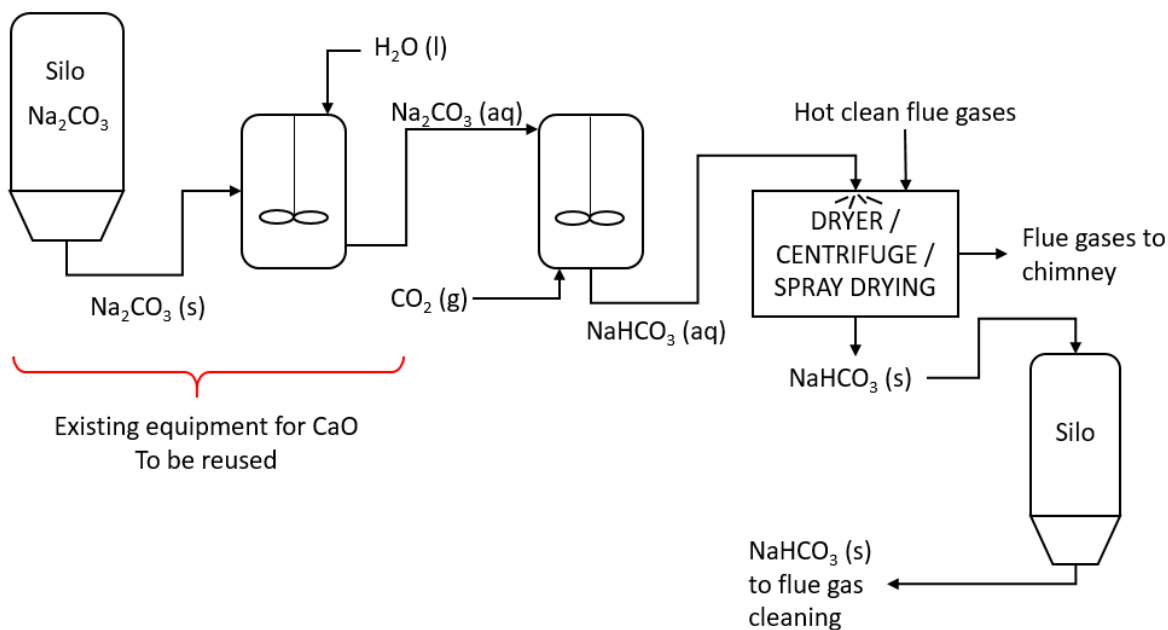 Silo
Na₂CO₃
H₂O (l)
Na₂CO₃ (aq)
Hot clean flue gases
DRYER /
CENTRIFUGE /
SPRAY DRYING
Flue gases to
chimney
Na₂CO₃ (s)
CO₂ (g)
NaHCO₃ (aq)
NaHCO₃ (s)
Existing equipment for CaO
To be reused
Silo
NaHCO₃ (s)
to flue gas
cleaning